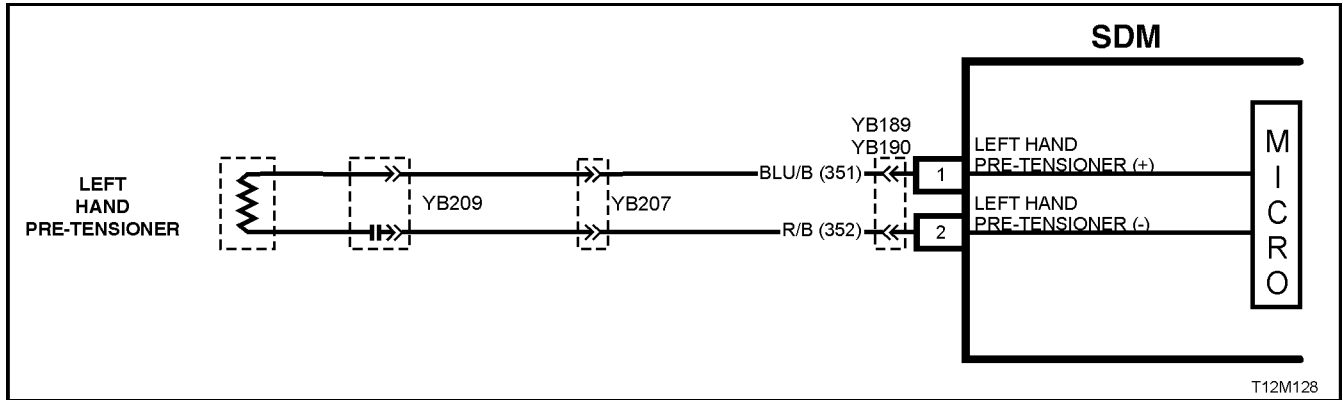 SDM
YB189
YB190
LEFT HAND
PRE-TENSIONER (+)
BLU/B (351)
1
LEFT
HAND
PRE-TENSIONER
YB209
YB207
LEFT HAND
PRE-TENSIONER (-)
R/B (352)
2
M
I
C
R
O
T12M128